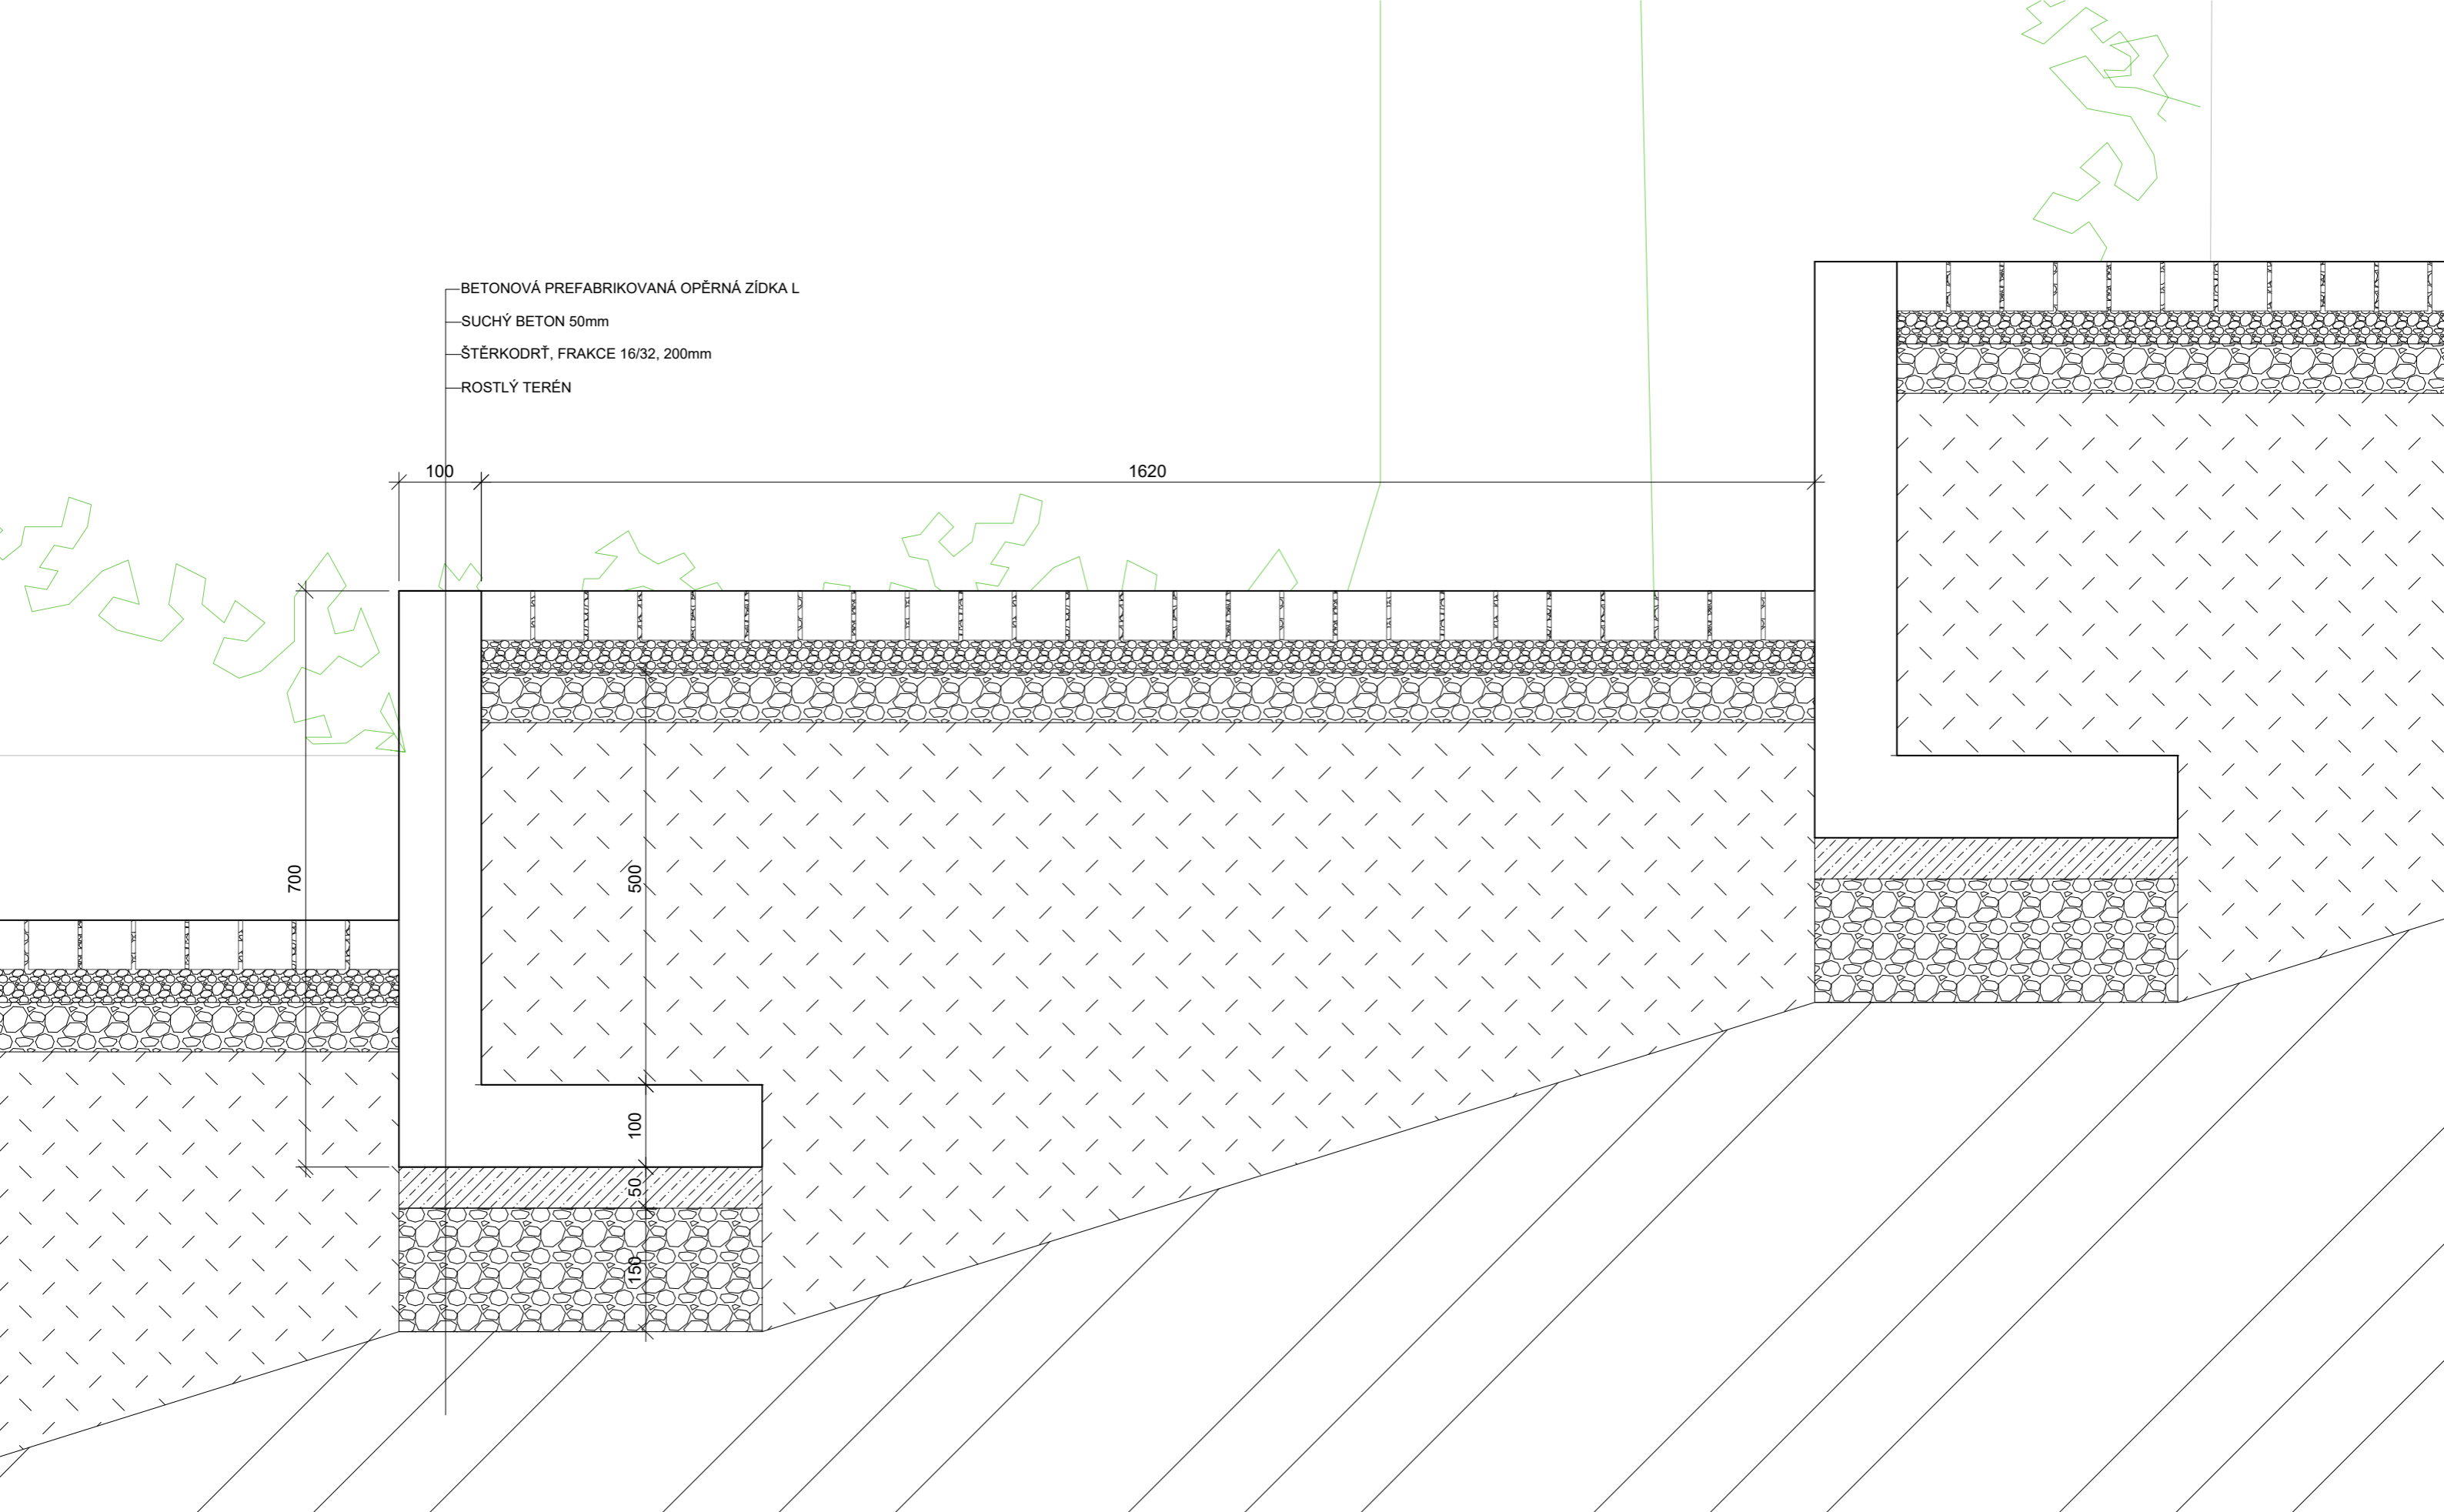 BETONOVÁ PREFABRIKOVANÁ OPĚRNÁ ZÍDKA L
SUCHÝ BETON 50mm
ŠTĚRKODRŤ, FRAKCE 16/32, 200mm
ROSTLÝ TERÉN
100
1620
700
500
100
50
150